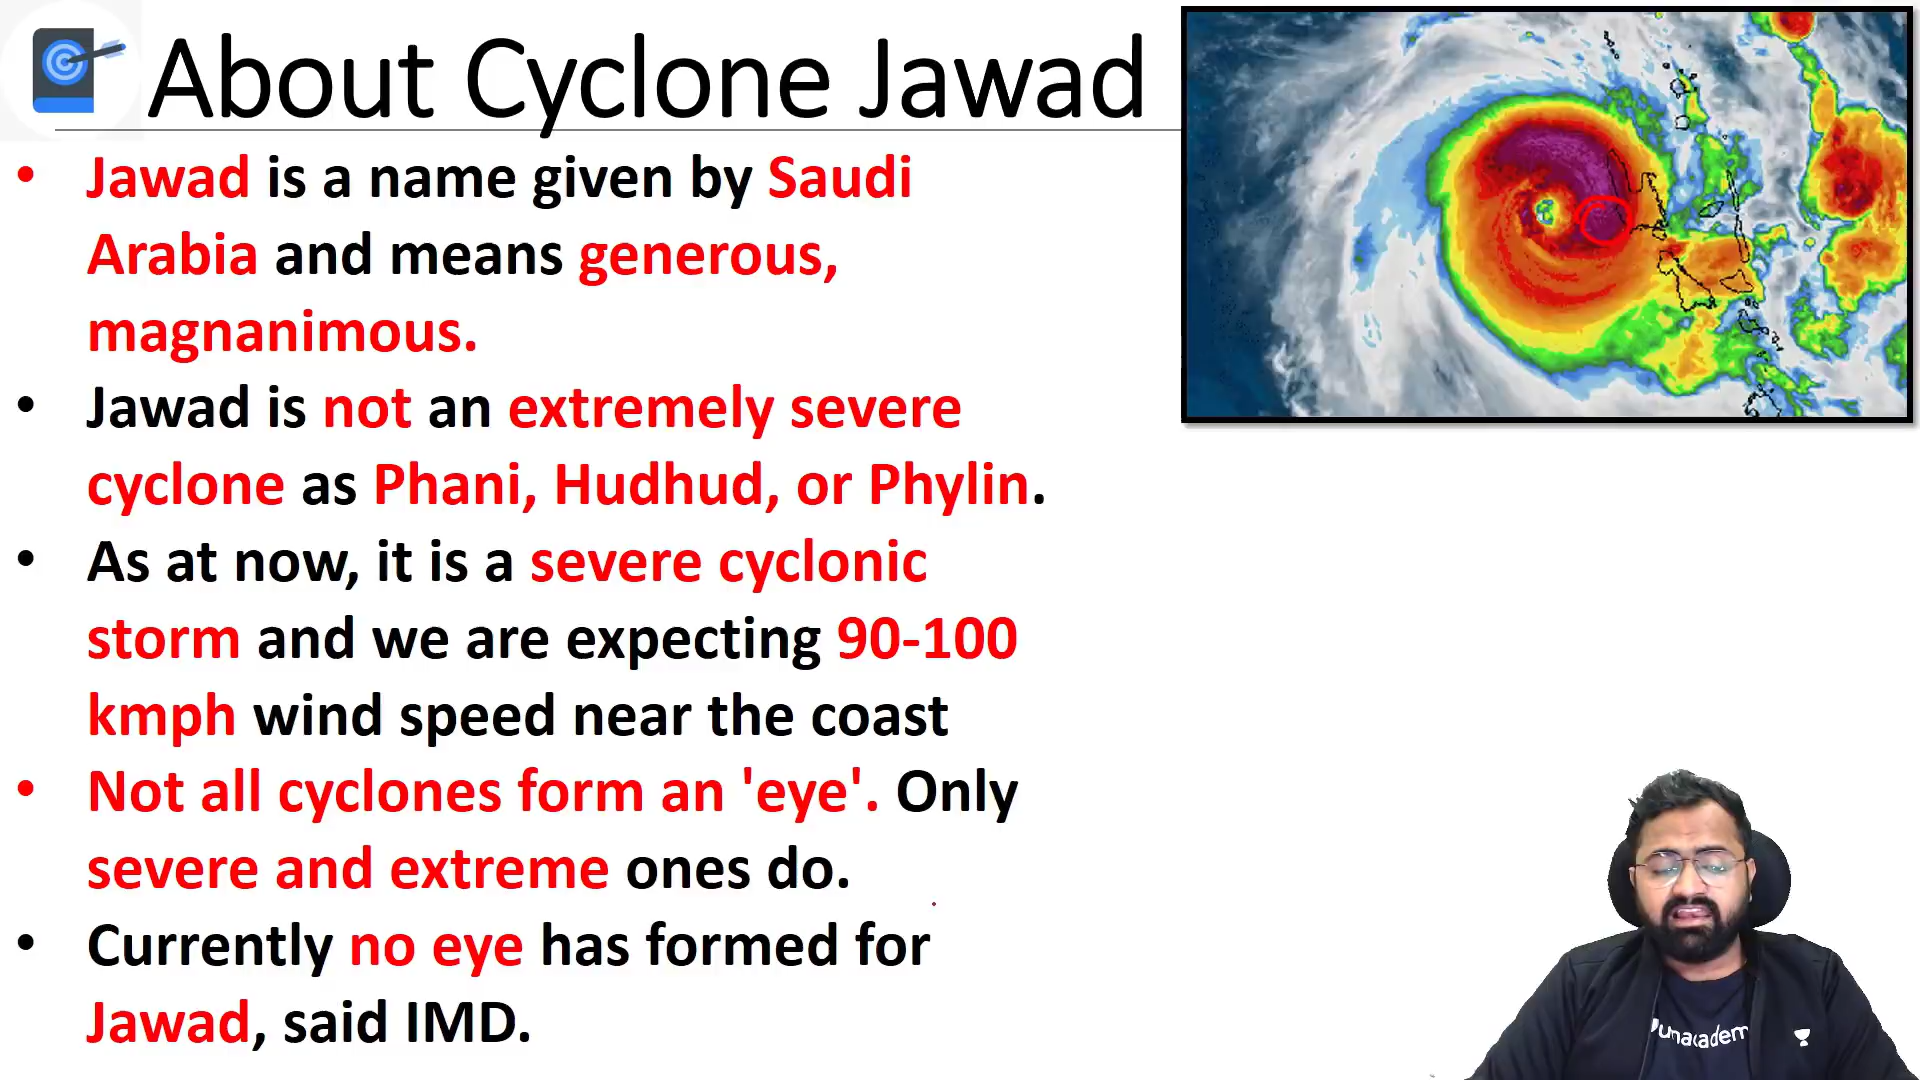 About Cyclone Jawad
• Jawad is a name given by Saudi
Arabia and means generous,
magnanimous.
• Jawad is not an extremely severe
cyclone as Phani, Hudhud, or Phylin.
• As at now, it is a severe cyclonic
storm and we are expecting 90-100
kmph wind speed near the coast
• Not all cyclones form an 'eye'. Only
severe and extreme ones do.
• Currently no eye has formed for
Jawad, said IMD.
unacadem